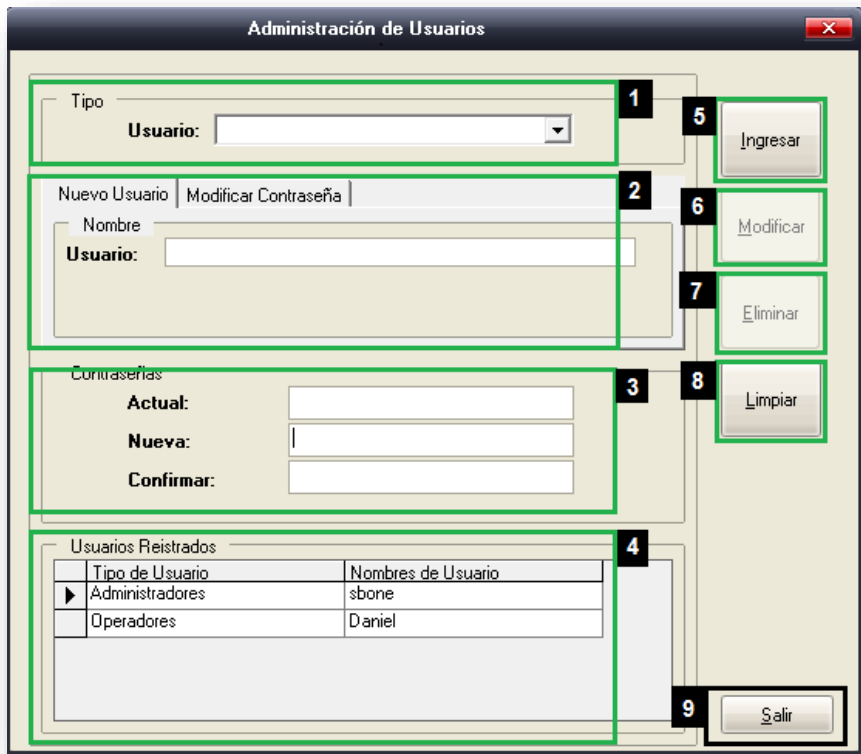 Administración de Usuarios
Tipo
1
Usuario:
5
Ingresar
Nuevo Usuario
Modificar Contraseña
2
Nombre
Usuario:
6
Modificar
7
Eliminar
Contraseñas
3
Actual:
8
Limpiar
Nueva:
Confirmar:
Usuarios Reistrados
4
Tipo de Usuario Nombres de Usuario
Administradores sbone
Operadores Daniel
9
Salir